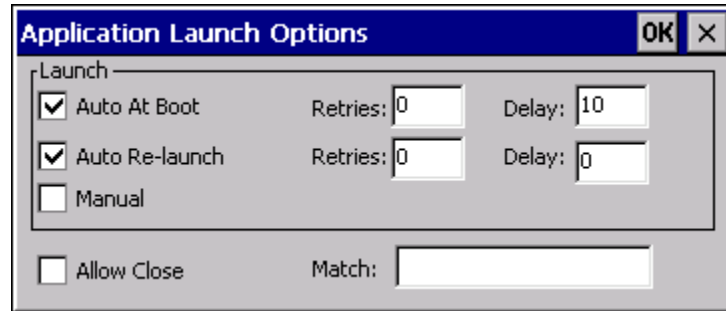 Application Launch Options OK ×
Launch
Auto At Boot Retries: 0 Delay: 10
Auto Re-launch Retries: 0 Delay: 0
Manual
Allow Close Match: